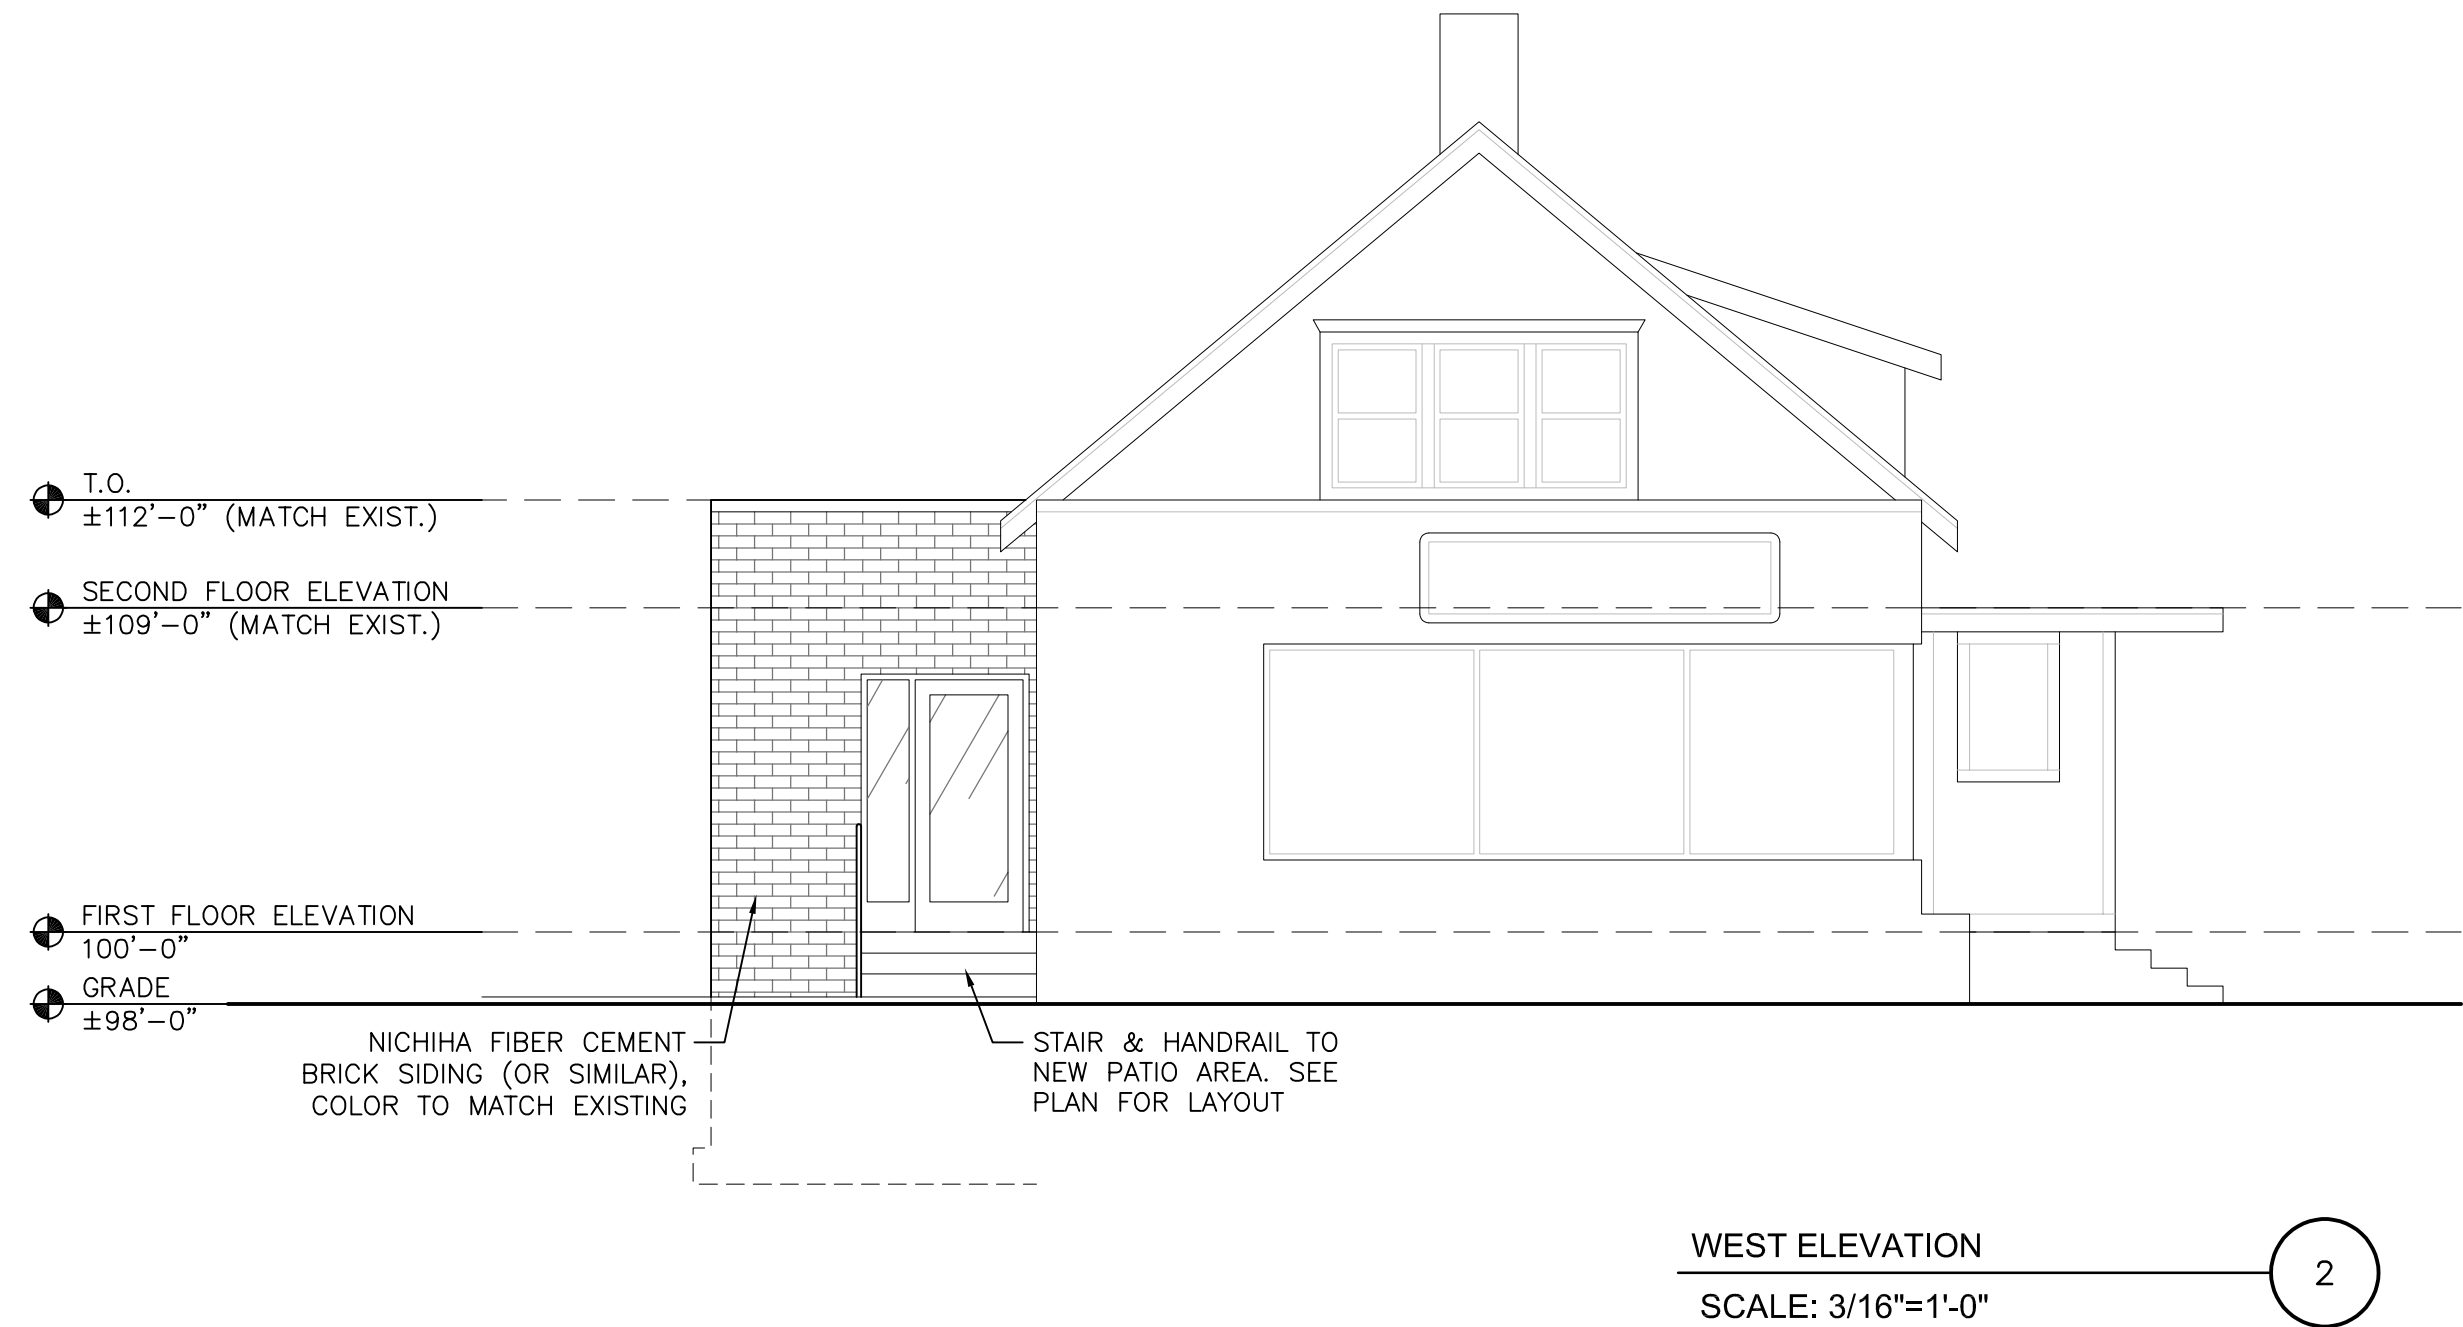 T.O.
±112'-0" (MATCH EXIST.)
SECOND FLOOR ELEVATION
±109'-0" (MATCH EXIST.)
FIRST FLOOR ELEVATION
100'-0"
GRADE
±98'-0"
NICHIHA FIBER CEMENT
BRICK SIDING (OR SIMILAR),
COLOR TO MATCH EXISTING
STAIR & HANDRAIL TO
NEW PATIO AREA. SEE
PLAN FOR LAYOUT
WEST ELEVATION
2
SCALE: 3/16"=1'-0"